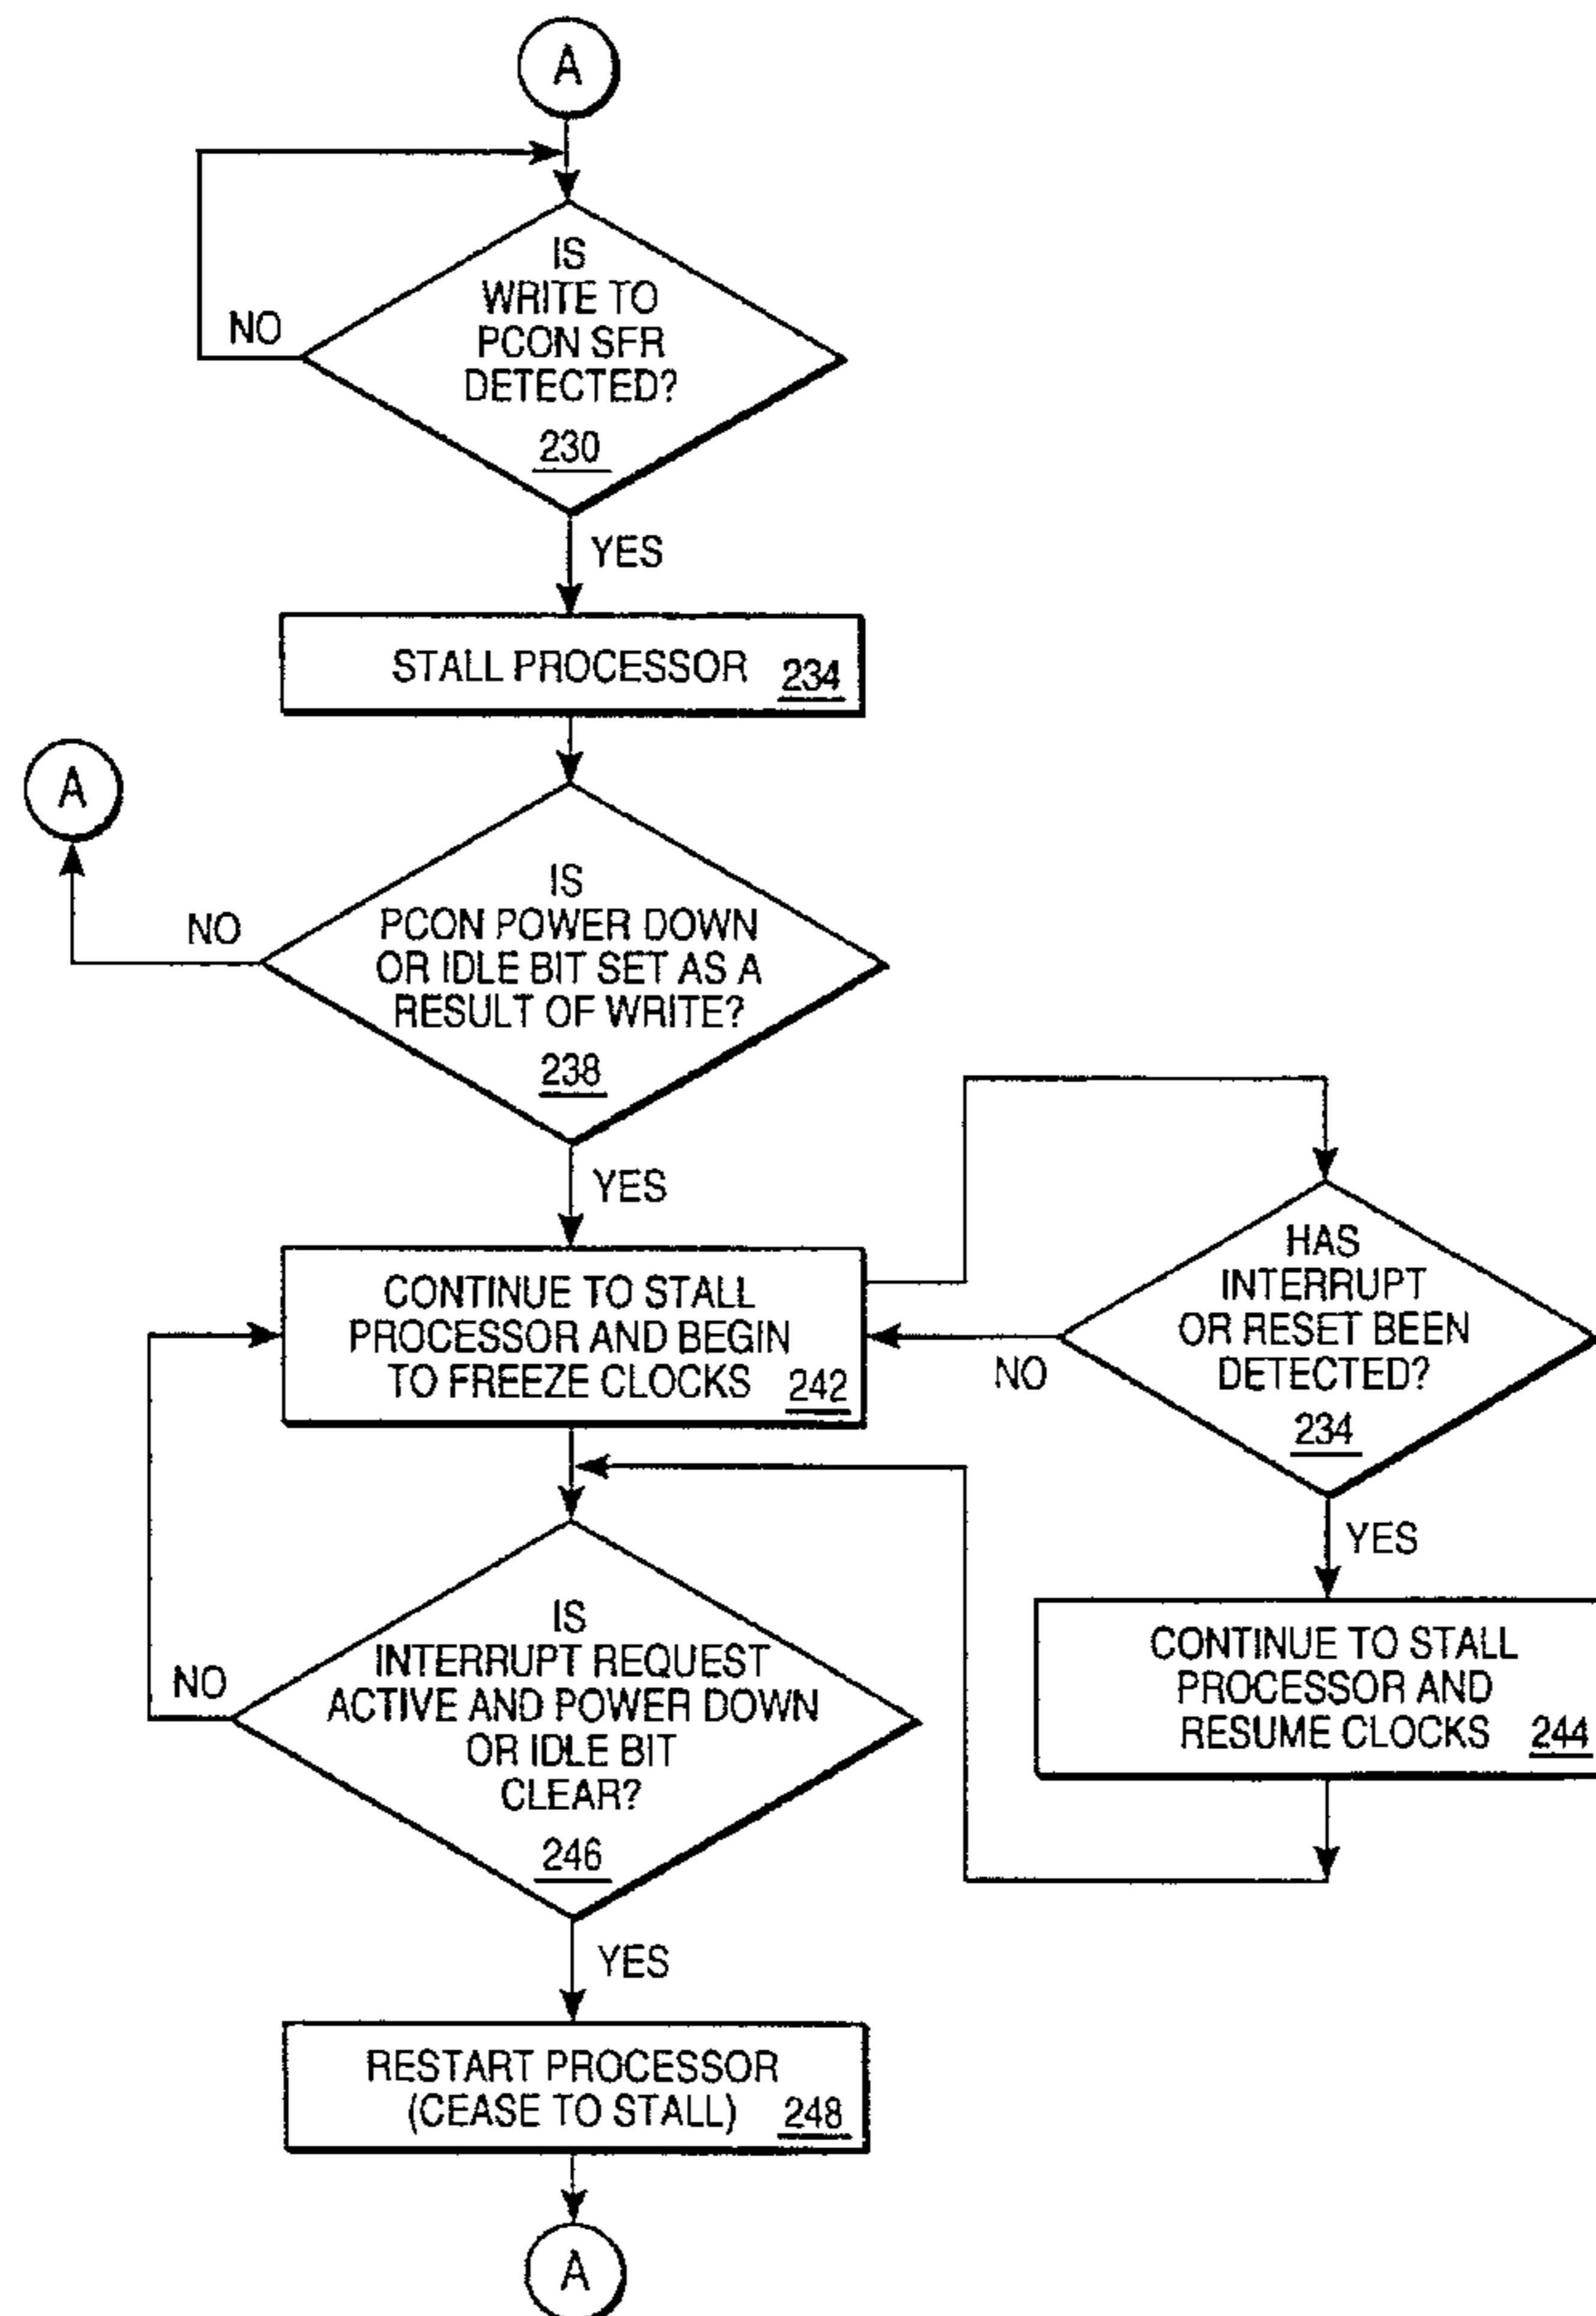 A
IS
WRITE TO
PCON SFR
DETECTED?
230
NO
YES
STALL PROCESSOR 234
A
IS
PCON POWER DOWN
OR IDLE BIT SET AS A
RESULT OF WRITE?
238
NO
YES
CONTINUE TO STALL
PROCESSOR AND BEGIN
TO FREEZE CLOCKS 242
HAS
INTERRUPT
OR RESET BEEN
DETECTED?
234
NO
YES
CONTINUE TO STALL
PROCESSOR AND
RESUME CLOCKS 244
IS
INTERRUPT REQUEST
ACTIVE AND POWER DOWN
OR IDLE BIT
CLEAR?
246
NO
YES
RESTART PROCESSOR
(CEASE TO STALL) 248
A